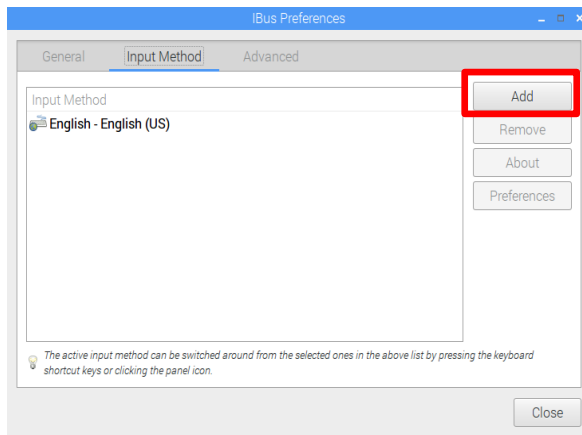 IBus Preferences
General Input Method Advanced
Input Method
English - English (US)
Add
Remove
About
Preferences
The active input method can be switched around from the selected ones in the above list by pressing the keyboard
shortcut keys or clicking the panel icon.
Close